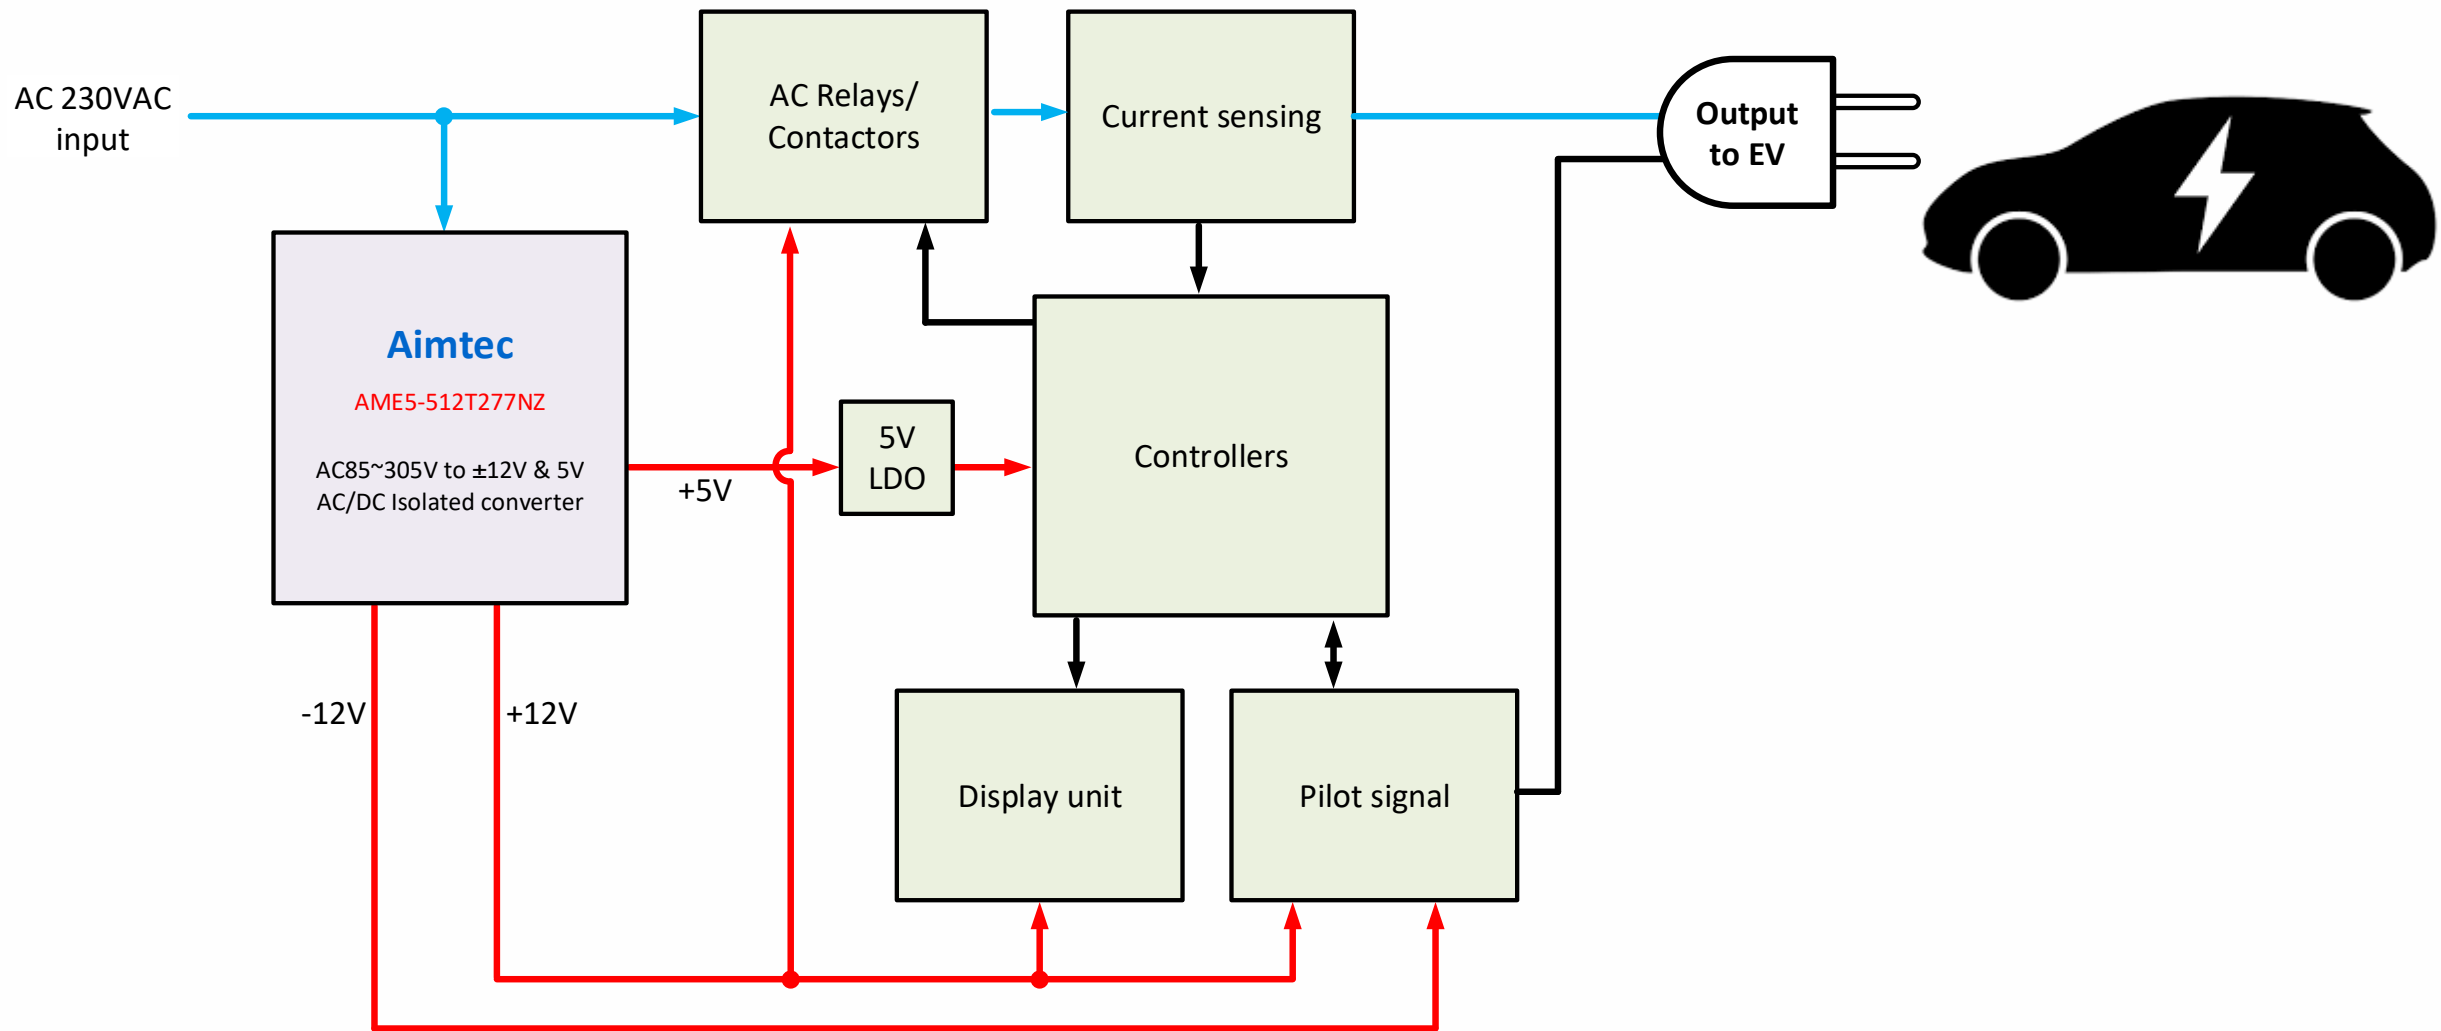 AC 230VAC
input
AC Relays/
Contactors
Current sensing
Output
to EV
Aimtec
AME5-512T277NZ
AC85~305V to ±12V & 5V
AC/DC Isolated converter
+5V
5V
LDO
Controllers
-12V
+12V
Display unit
Pilot signal